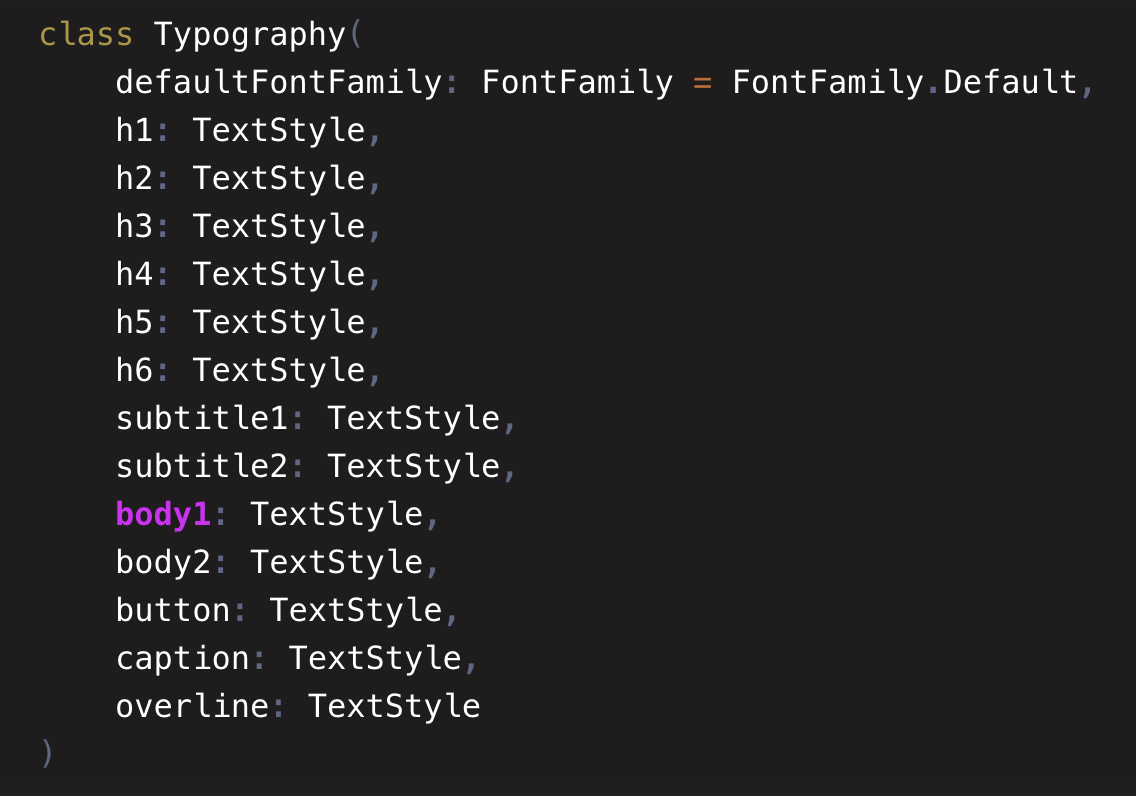 class Typography(
    defaultFontFamily: FontFamily = FontFamily.Default,
    h1: TextStyle,
    h2: TextStyle,
    h3: TextStyle,
    h4: TextStyle,
    h5: TextStyle,
    h6: TextStyle,
    subtitle1: TextStyle,
    subtitle2: TextStyle,
    body1: TextStyle,
    body2: TextStyle,
    button: TextStyle,
    caption: TextStyle,
    overline: TextStyle
)